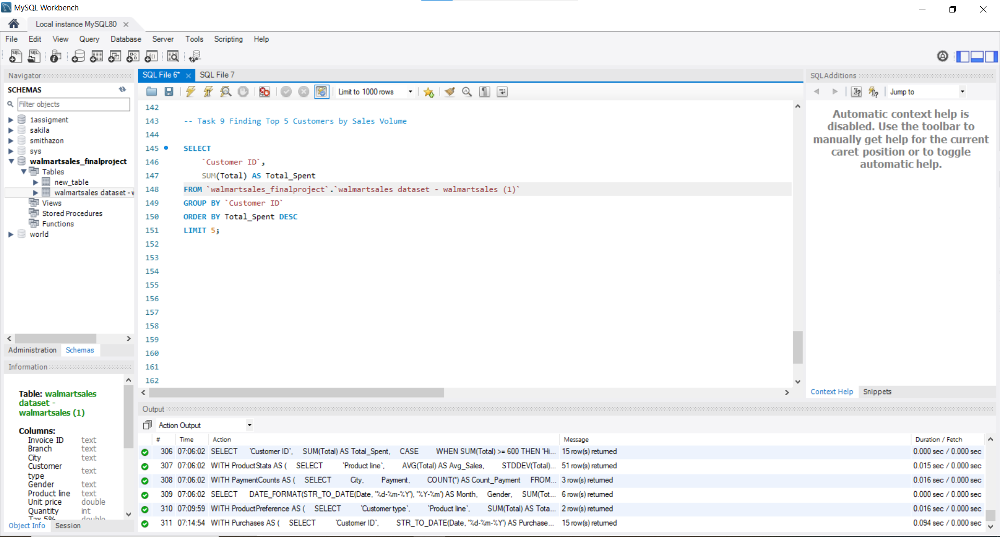 MySQL Workbench
Local instance MySQL80
File Edit View Query Database Server Tools Scripting Help
Navigator
SCHEMAS
Filter objects
1assigment
sakila
smithazon
sys
walmartsales_finalproject
Tables
new_table
walmartsales dataset - w
Views
Stored Procedures
Functions
world
Administration Schemas
Information
Table: walmartsales
dataset -
walmartsales (1)
Columns:
Invoice ID text
Branch text
City text
Customer
type text
Gender text
Product line text
Unit price double
Quantity int
Tax 5% double
Object Info Session
SQL File 6* SQL File 7
Limit to 1000 rows
142
143 -- Task 9 Finding Top 5 Customers by Sales Volume
144
145 SELECT
146 `Customer ID`,
147 SUM(Total) AS Total_Spent
148 FROM `walmartsales_finalproject`.`walmartsales dataset - walmartsales (1)`
149 GROUP BY `Customer ID`
150 ORDER BY Total_Spent DESC
151 LIMIT 5;
152
153
154
155
156
157
158
159
160
161
162
SQLAdditions
Jump to
Automatic context help is
disabled. Use the toolbar to
manually get help for the current
caret position or to toggle
automatic help.
Context Help Snippets
Output
Action Output
# Time Action Message Duration / Fetch
306 07:06:02 SELECT `Customer ID`, SUM(Total) AS Total_Spent, CASE WHEN SUM(Total) >= 600 THEN 'Hi... 15 row(s) returned 0.000 sec / 0.000 sec
307 07:06:02 WITH ProductStats AS ( SELECT `Product line`, AVG(Total) AS Avg_Sales, STDDEV(Total)... 51 row(s) returned 0.015 sec / 0.000 sec
308 07:06:02 WITH PaymentCounts AS ( SELECT City, Payment, COUNT(*) AS Count_Payment FROM... 3 row(s) returned 0.016 sec / 0.000 sec
309 07:06:02 SELECT DATE_FORMAT(STR_TO_DATE(Date, '%d-%m-%Y'), '%Y-%m') AS Month, Gender, SUM(Tot... 6 row(s) returned 0.000 sec / 0.000 sec
310 07:09:59 WITH ProductPreference AS ( SELECT `Customer type`, `Product line`, SUM(Total) AS Tota... 2 row(s) returned 0.016 sec / 0.000 sec
311 07:14:54 WITH Purchases AS ( SELECT `Customer ID`, STR_TO_DATE(Date, '%d-%m-%Y') AS Purchase... 15 row(s) returned 0.094 sec / 0.000 sec